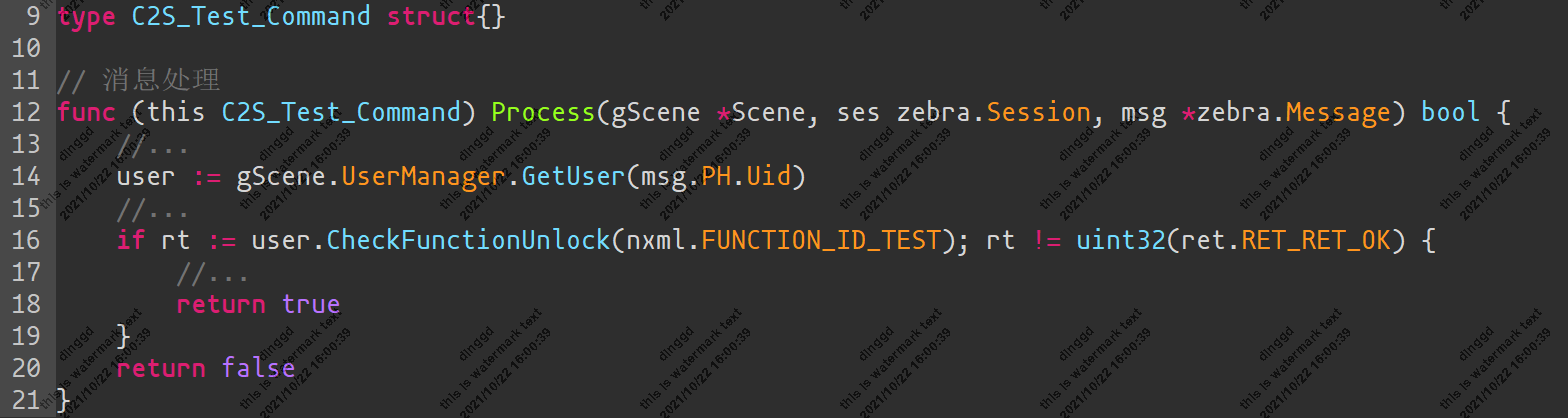 9 type C2S_Test_Command struct{}
10
11 // 消息处理
12 func (this C2S_Test_Command) Process(gScene *Scene, ses zebra.Session, msg *zebra.Message) bool {
13     //...
14     user := gScene.UserManager.GetUser(msg.PH.Uid)
15     //...
16     if rt := user.CheckFunctionUnlock(nxml.FUNCTION_ID_TEST); rt != uint32(ret.RET_RET_OK) {
17         //...
18         return true
19     }
20     return false
21 }
dinggd
this is watermark text
2021/10/22 16:00:39